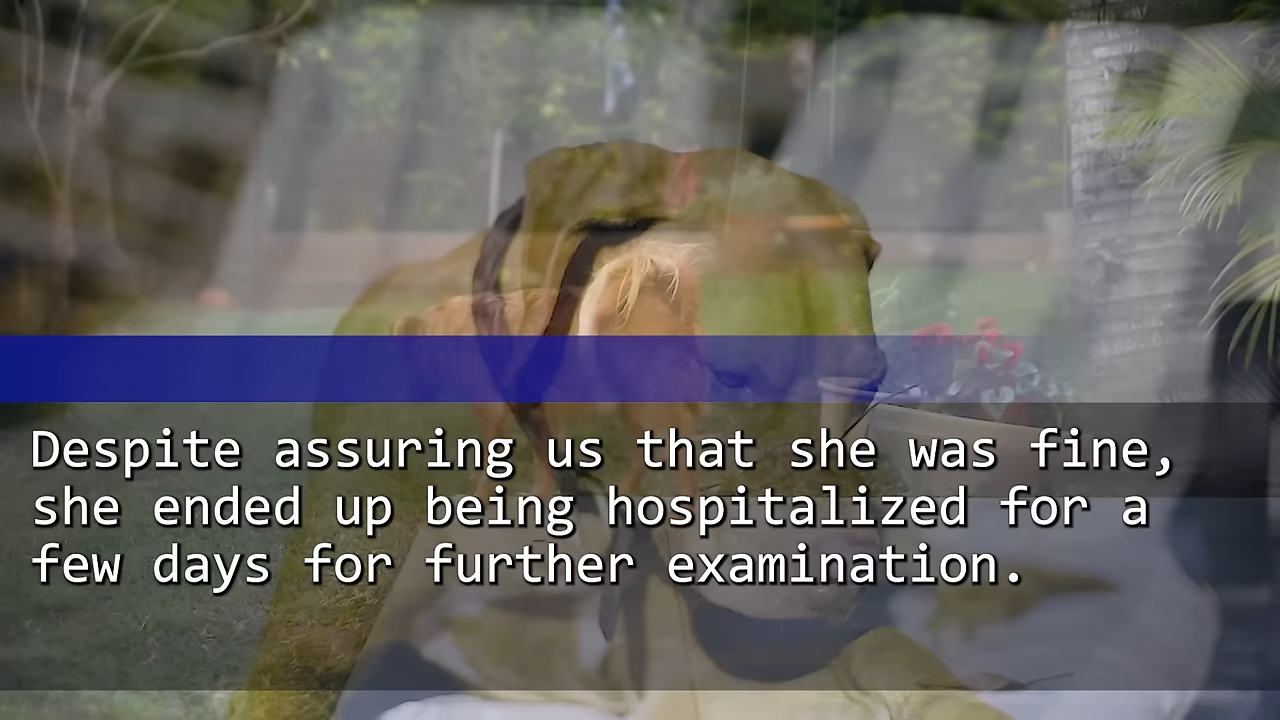 Despite assuring us that she was fine,
she ended up being hospitalized for a
few days for further examination.